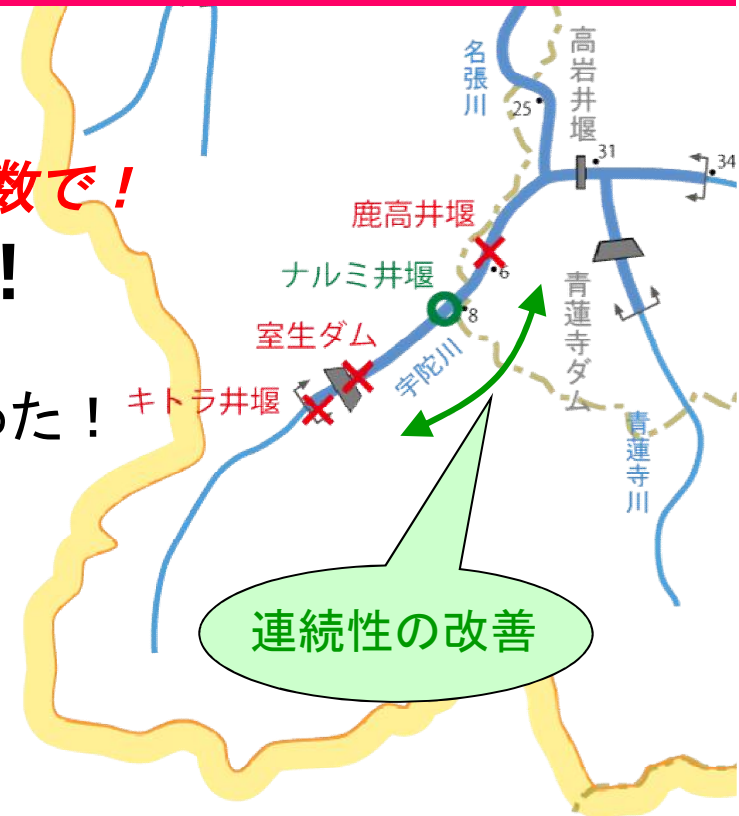 数で！
！
った！
名張川
高岩井堰
25
31
34
鹿高井堰
6
ナルミ井堰
8
室生ダム
宇陀川
青蓮寺ダム
キトラ井堰
青蓮寺川
連続性の改善